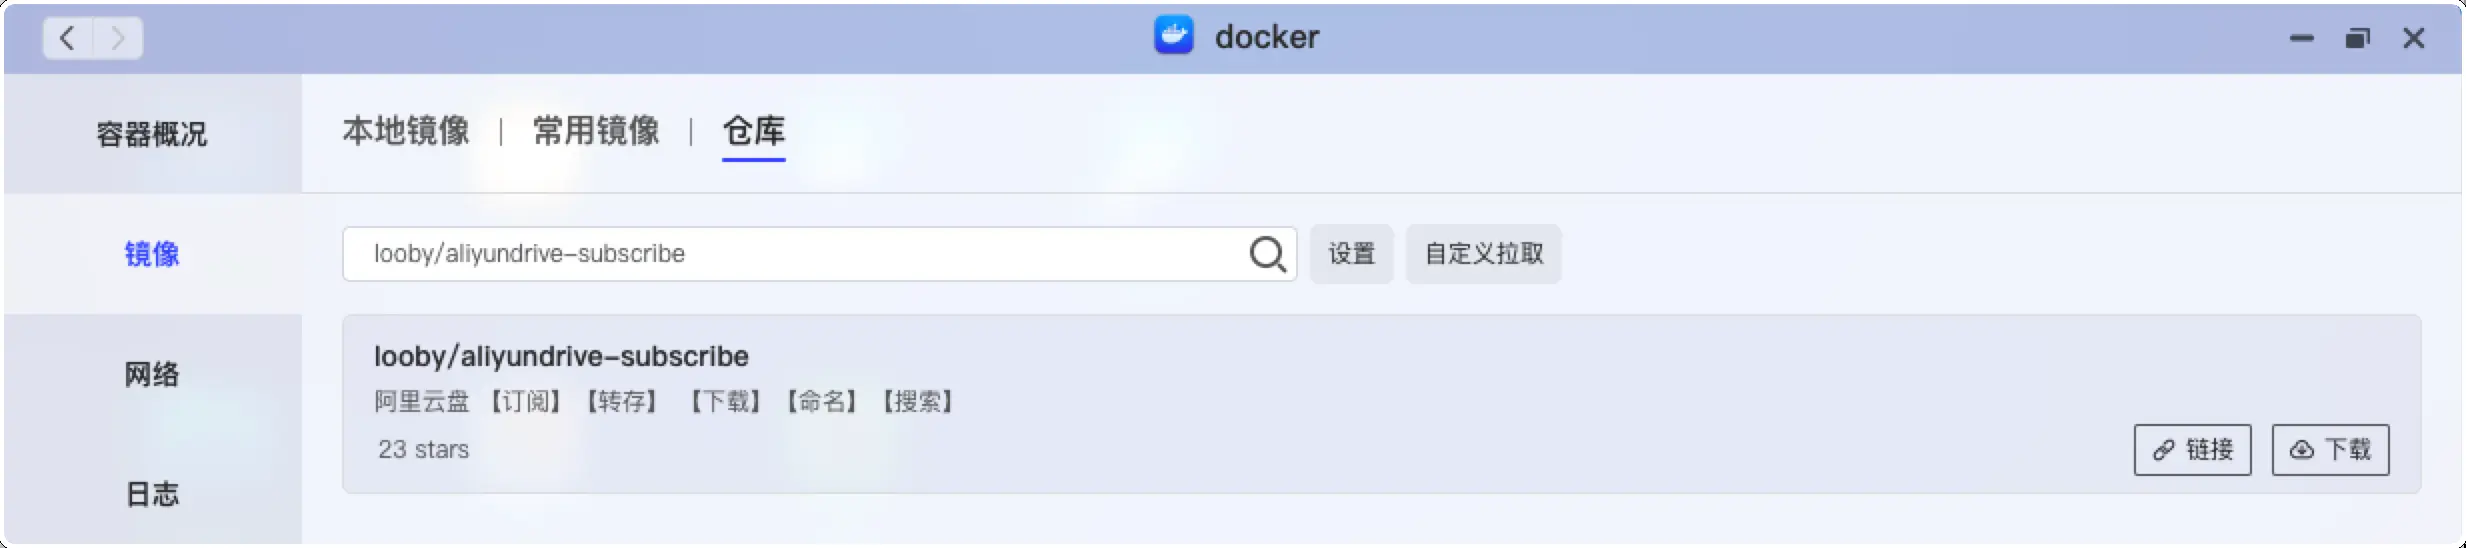 docker
容器概况
镜像
网络
日志
本地镜像 | 常用镜像 | 仓库
looby/aliyundrive-subscribe
设置
自定义拉取
looby/aliyundrive-subscribe
阿里云盘 【订阅】 【转存】 【下载】 【命名】 【搜索】
23 stars
链接
下载